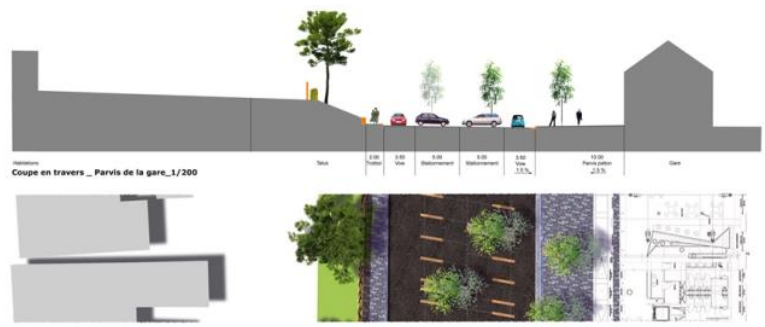 2.00 3.50 5.00 5.00 3.50 10.00
Habitations Talus Trottoir Voie Stationnement Stationnement Voie Parvis piéton Gare
1.5 % 1.5 %
Coupe en travers _ Parvis de la gare_1/200